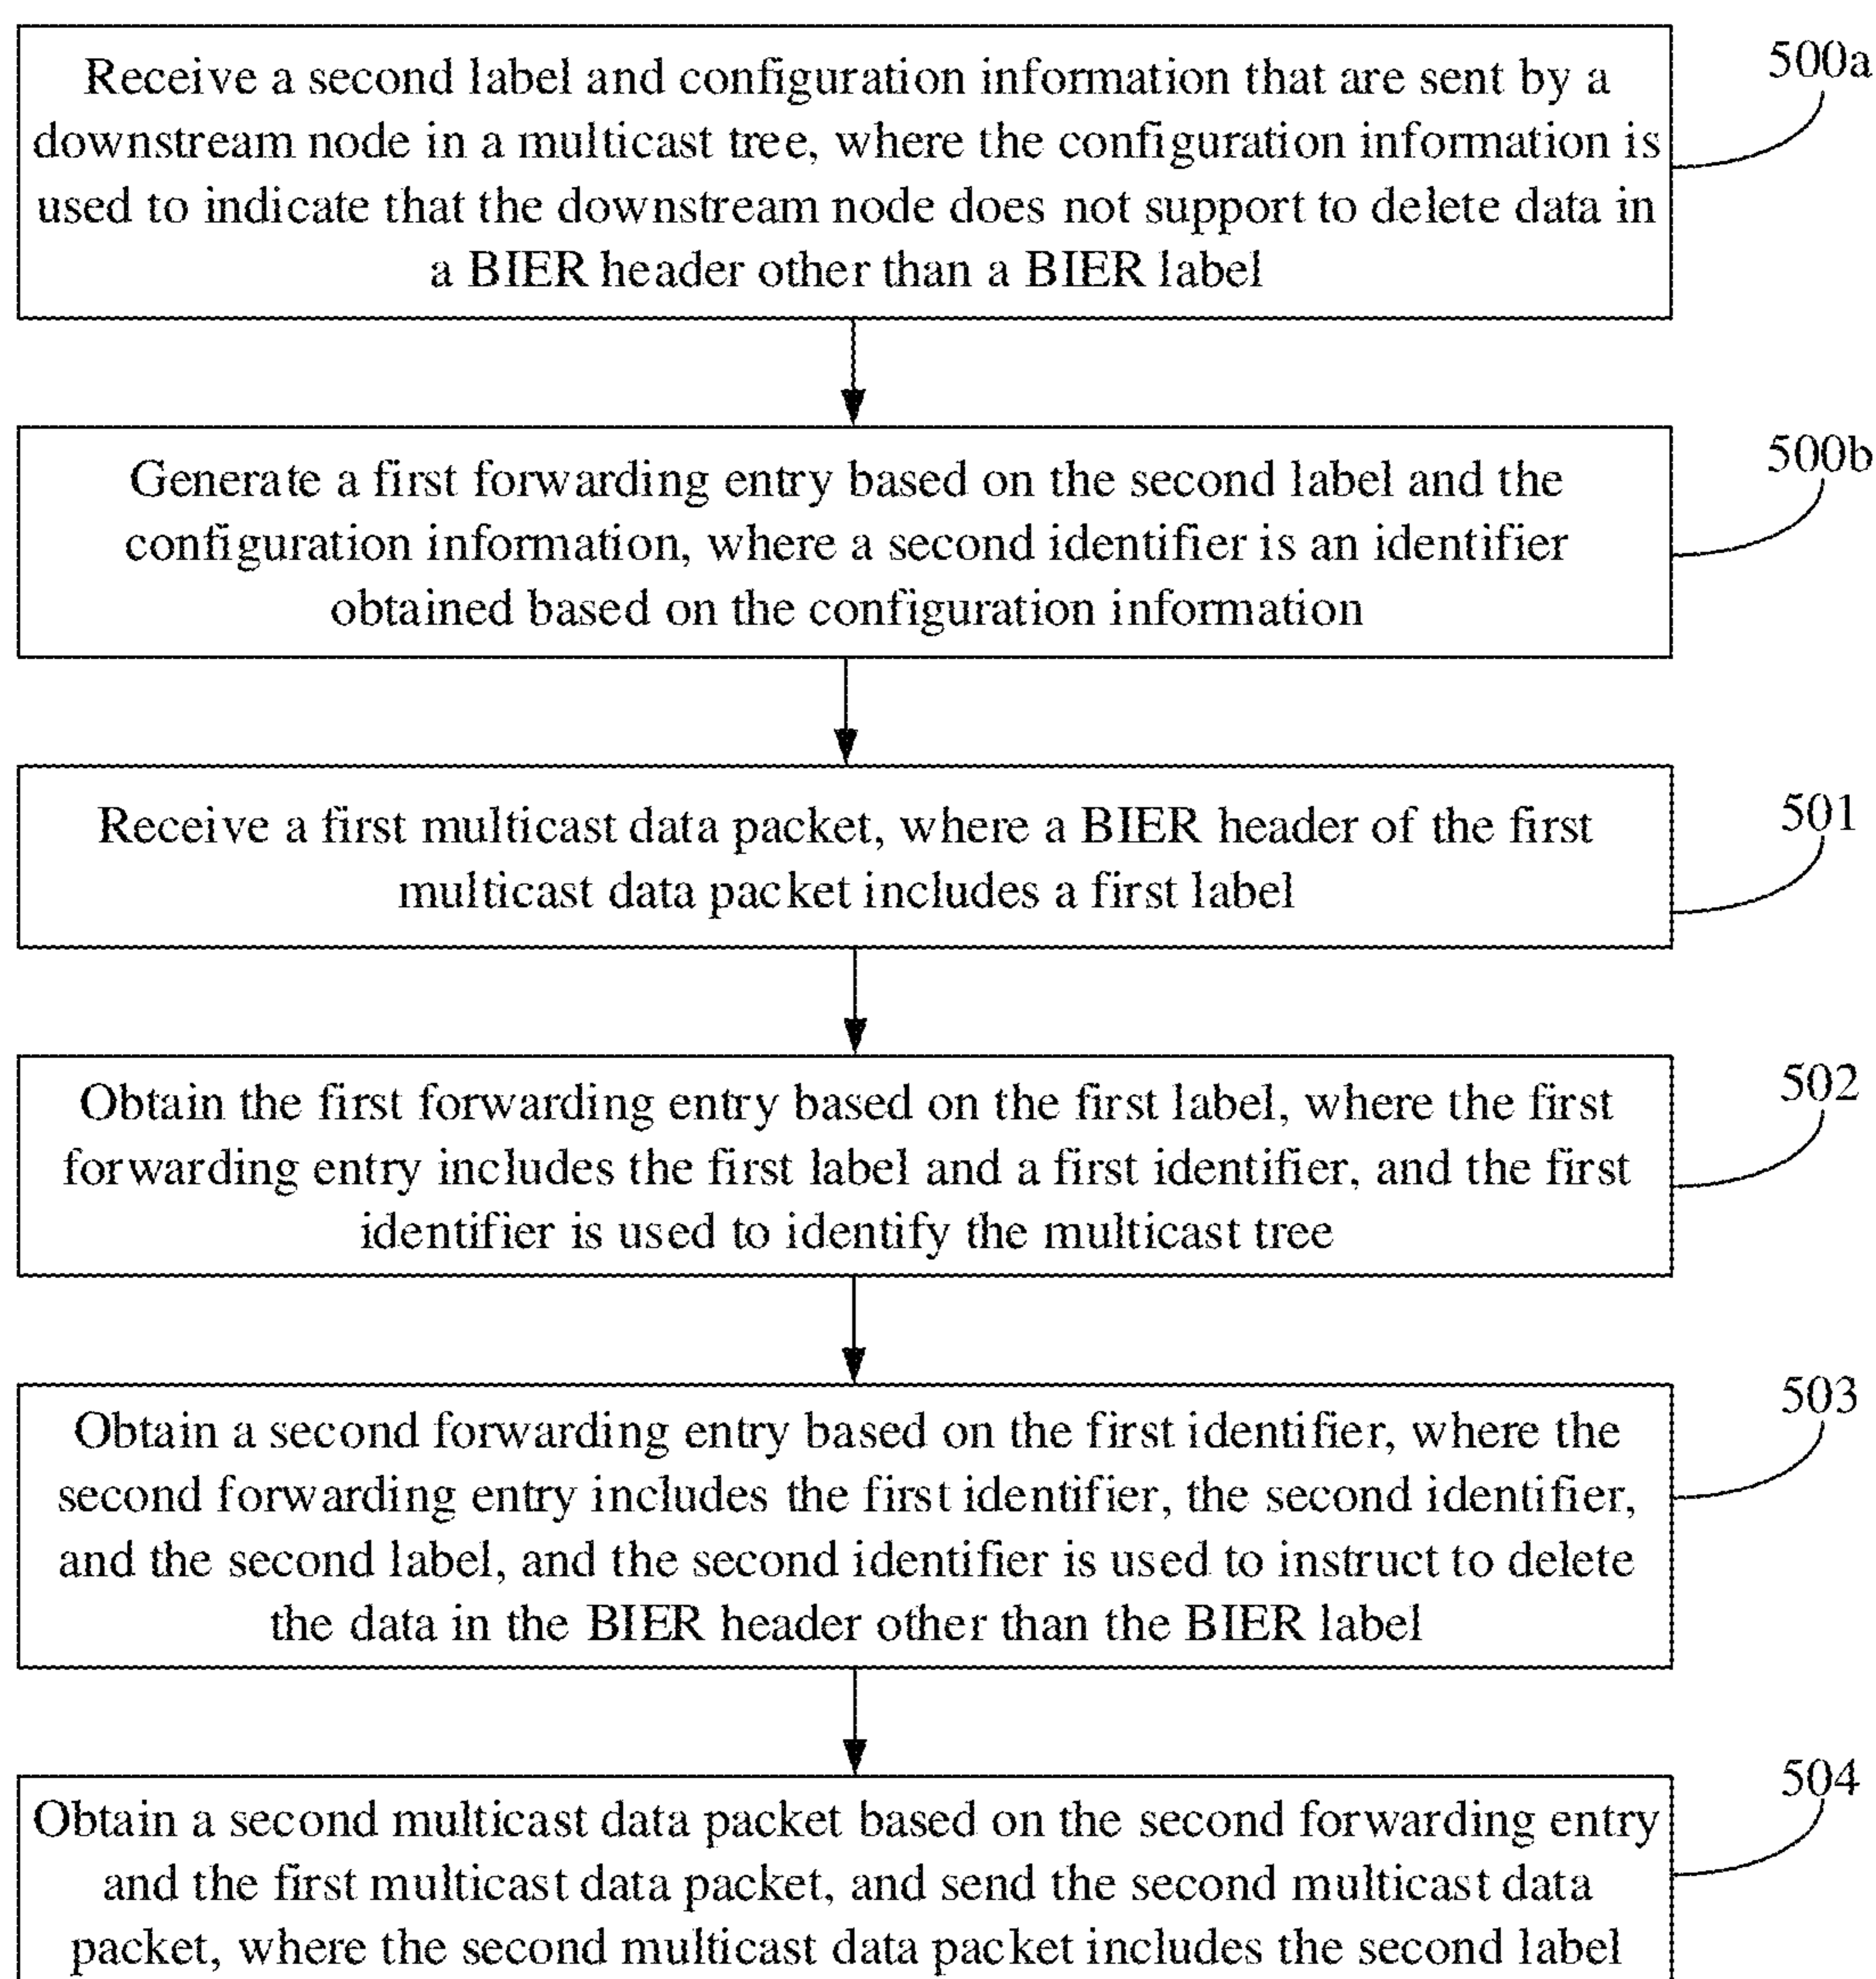 Receive a second label and configuration information that are sent by a
downstream node in a multicast tree, where the configuration information is
used to indicate that the downstream node does not support to delete data in
a BIER header other than a BIER label
500a
Generate a first forwarding entry based on the second label and the
configuration information, where a second identifier is an identifier
obtained based on the configuration information
500b
Receive a first multicast data packet, where a BIER header of the first
multicast data packet includes a first label
501
Obtain the first forwarding entry based on the first label, where the first
forwarding entry includes the first label and a first identifier, and the first
identifier is used to identify the multicast tree
502
Obtain a second forwarding entry based on the first identifier, where the
second forwarding entry includes the first identifier, the second identifier,
and the second label, and the second identifier is used to instruct to delete
the data in the BIER header other than the BIER label
503
Obtain a second multicast data packet based on the second forwarding entry
and the first multicast data packet, and send the second multicast data
packet, where the second multicast data packet includes the second label
504